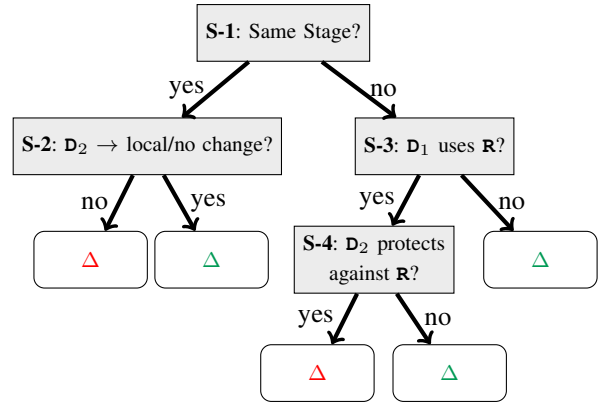 S-1: Same Stage?
yes
no
S-2: D₂ → local/no change?
S-3: D₁ uses R?
no
yes
yes
no
Δ
Δ
S-4: D₂ protects
against R?
Δ
yes
no
Δ
Δ